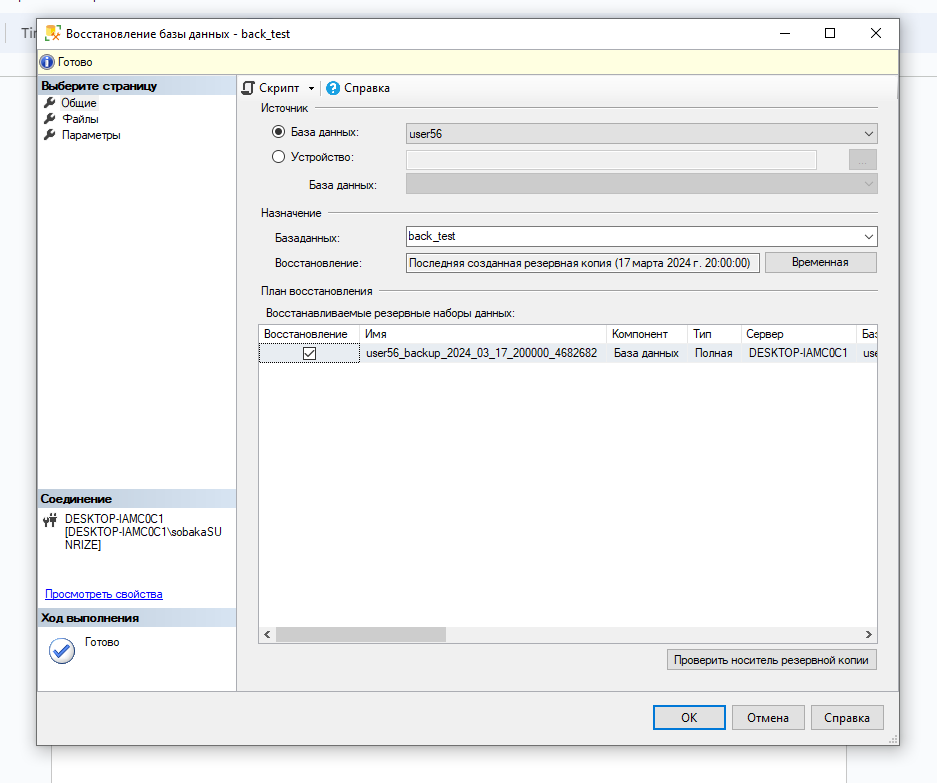 Восстановление базы данных - back_test
Готово
Выберите страницу
Общие
Файлы
Параметры
Скрипт
Справка
Источник
База данных:
user56
Устройство:
...
База данных:
Назначение
Базаданных:
back_test
Восстановление:
Последняя созданная резервная копия (17 марта 2024 г. 20:00:00)
Временная
План восстановления
Восстанавливаемые резервные наборы данных:
Восстановление Имя Компонент Тип Сервер Баз
user56_backup_2024_03_17_200000_4682682 База данных Полная DESKTOP-IAMC0C1 use
Соединение
DESKTOP-IAMC0C1
[DESKTOP-IAMC0C1\sobakaSU
NRIZE]
Просмотреть свойства
Ход выполнения
Готово
Проверить носитель резервной копии
ОК
Отмена
Справка